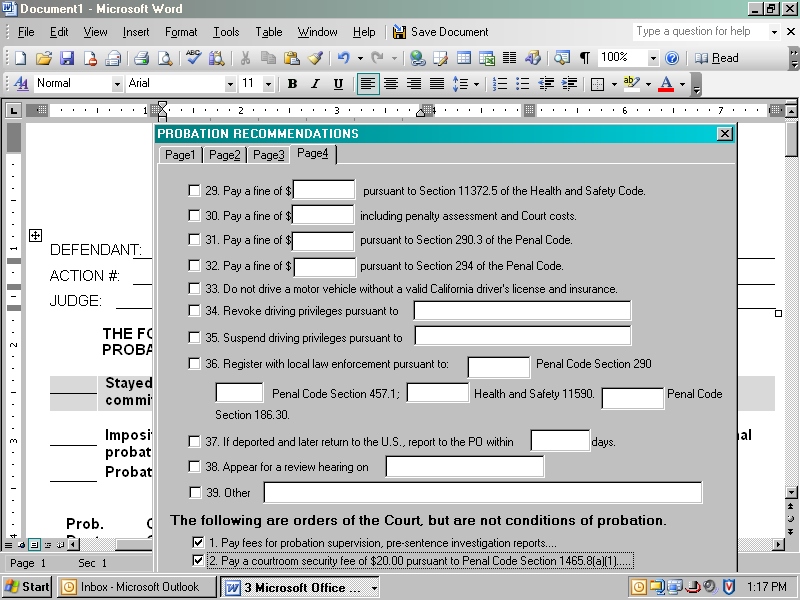 Document1 - Microsoft Word
File Edit View Insert Format Tools Table Window Help Save Document Type a question for help
100% Read
Normal Arial 11 B I U
1 2 3 6 7
PROBATION RECOMMENDATIONS
Page1 Page2 Page3 Page4
29. Pay a fine of $ pursuant to Section 11372.5 of the Health and Safety Code.
30. Pay a fine of $ including penalty assessment and Court costs.
31. Pay a fine of $ pursuant to Section 290.3 of the Penal Code.
DEFENDANT:
32. Pay a fine of $ pursuant to Section 294 of the Penal Code.
ACTION #:
33. Do not drive a motor vehicle without a valid California driver's license and insurance.
JUDGE:
34. Revoke driving privileges pursuant to
THE FO
PROBA
35. Suspend driving privileges pursuant to
36. Register with local law enforcement pursuant to: Penal Code Section 290
Stayed
commi
Penal Code Section 457.1; Health and Safety 11590. Penal Code
Section 186.30.
Imposi
probat
nal
37. If deported and later return to the U.S., report to the PO within days.
Probat
38. Appear for a review hearing on
39. Other
Prob.
The following are orders of the Court, but are not conditions of probation.
1. Pay fees for probation supervision, pre-sentence investigation reports....
2. Pay a courtroom security fee of $20.00 pursuant to Penal Code Section 1465.8(a)(1).....
Page 1 Sec 1
Start Inbox - Microsoft Outlook 3 Microsoft Office ... 1:17 PM